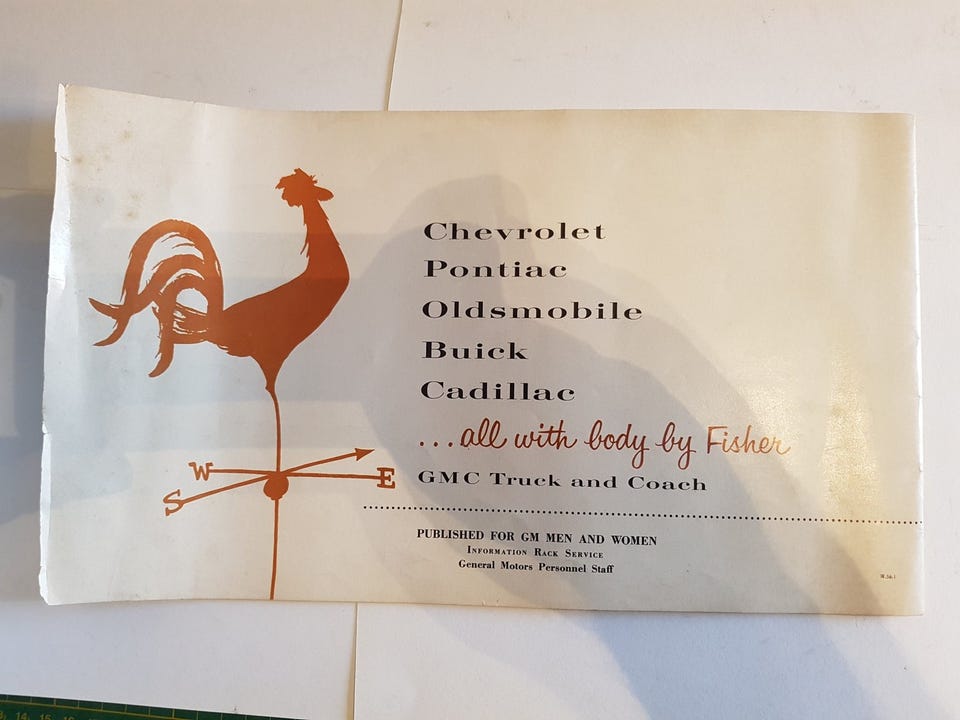 Chevrolet
Pontiac
Oldsmobile
Buick
Cadillac
...all with body by Fisher
GMC Truck and Coach
W
E
S
PUBLISHED FOR GM MEN AND WOMEN
INFORMATION RACK SERVICE
General Motors Personnel Staff